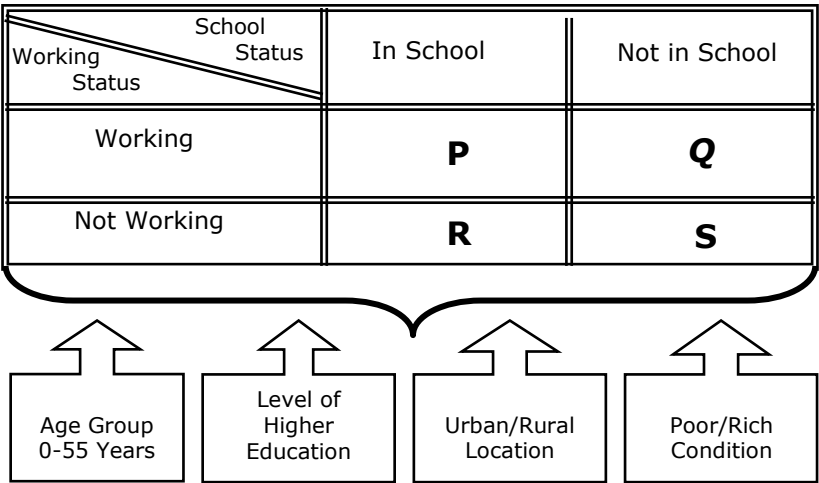 School
Status
Working
Status
In School
Not in School
Working
P
Q
Not Working
R
S
Age Group
0-55 Years
Level of
Higher
Education
Urban/Rural
Location
Poor/Rich
Condition